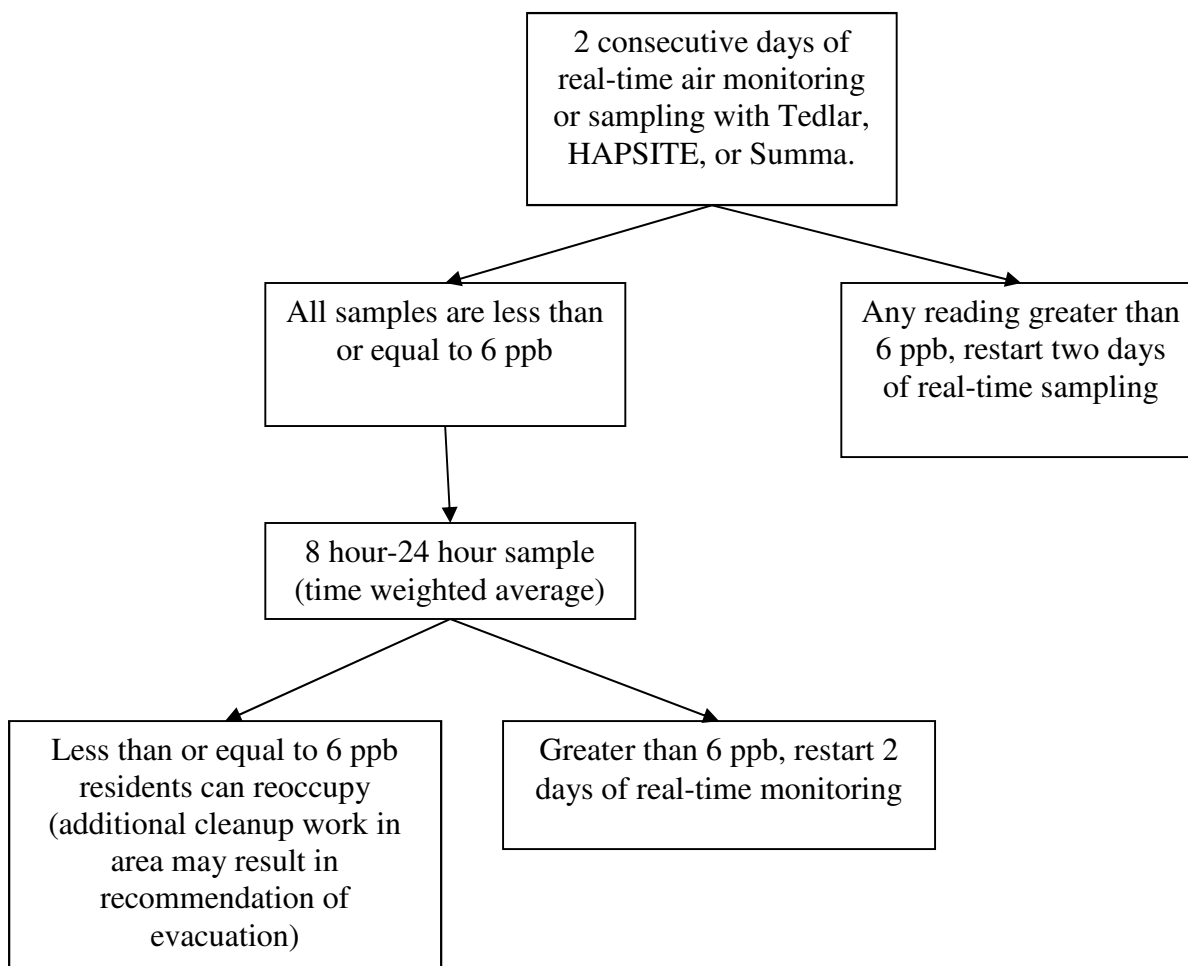 2 consecutive days of
real-time air monitoring
or sampling with Tedlar,
HAPSITE, or Summa.
All samples are less than
or equal to 6 ppb
Any reading greater than
6 ppb, restart two days
of real-time sampling
8 hour-24 hour sample
(time weighted average)
Less than or equal to 6 ppb
residents can reoccupy
(additional cleanup work in
area may result in
recommendation of
evacuation)
Greater than 6 ppb, restart 2
days of real-time monitoring